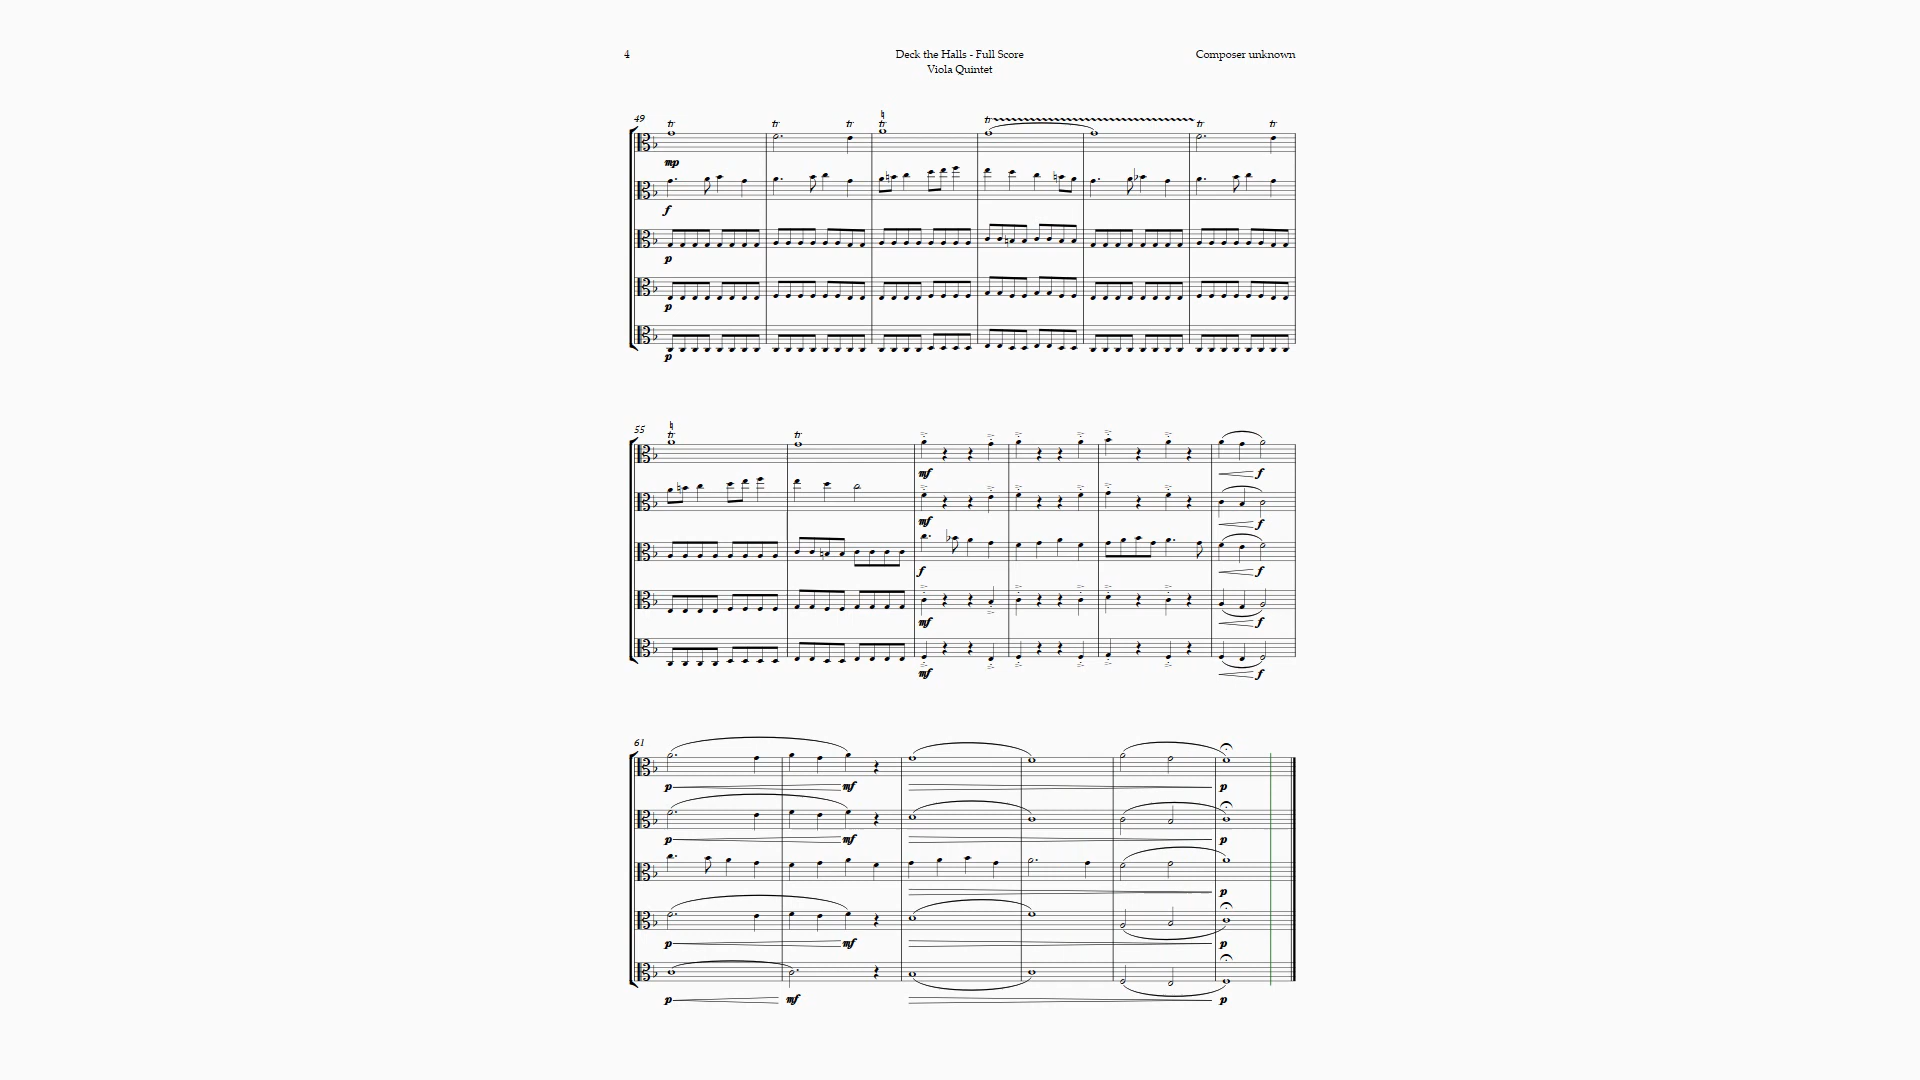 4 Deck the Halls - Full Score Composer unknown
Viola Quintet
49
tr tr tr tr tr tr tr
mp
f
p
p
p
55
tr tr
mf f
mf f
f f
mf f
mf f
61
p mf p
p mf p
p
p mf p
p mf p